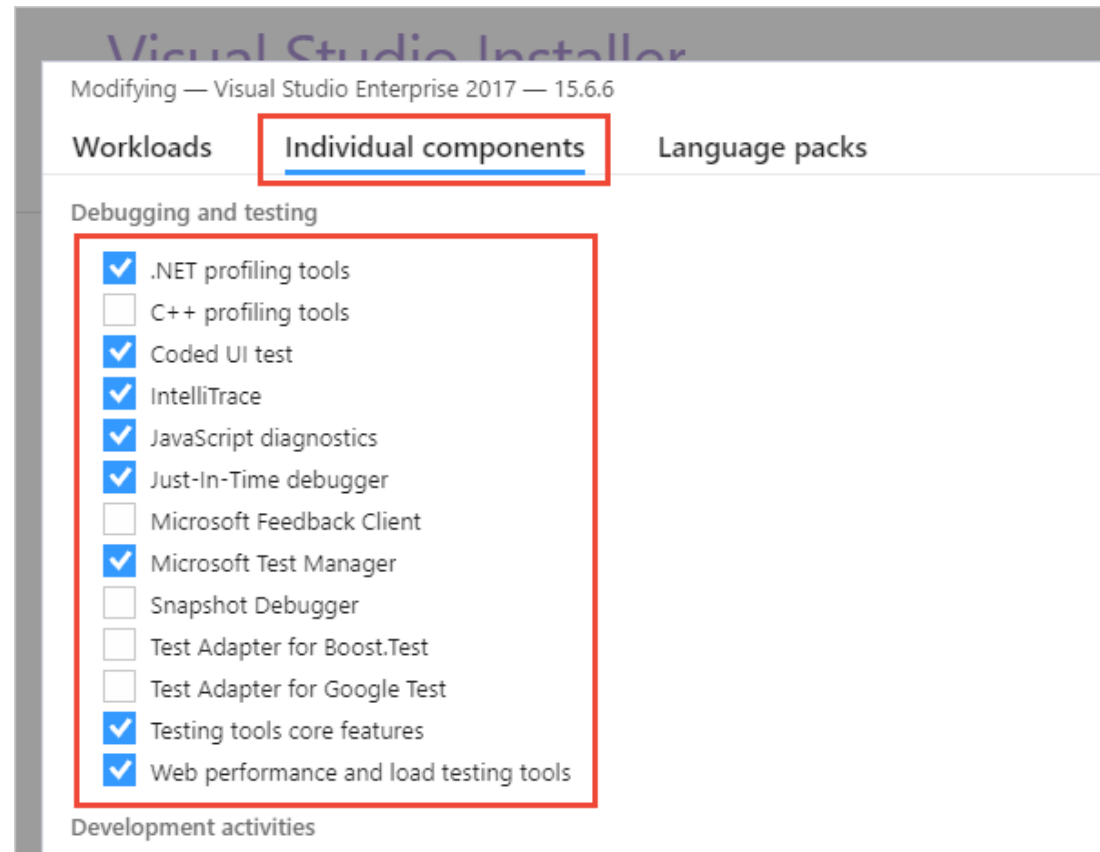 Visual Studio Installer
Modifying — Visual Studio Enterprise 2017 — 15.6.6
Workloads Individual components Language packs
Debugging and testing
.NET profiling tools
C++ profiling tools
Coded UI test
IntelliTrace
JavaScript diagnostics
Just-In-Time debugger
Microsoft Feedback Client
Microsoft Test Manager
Snapshot Debugger
Test Adapter for Boost.Test
Test Adapter for Google Test
Testing tools core features
Web performance and load testing tools
Development activities